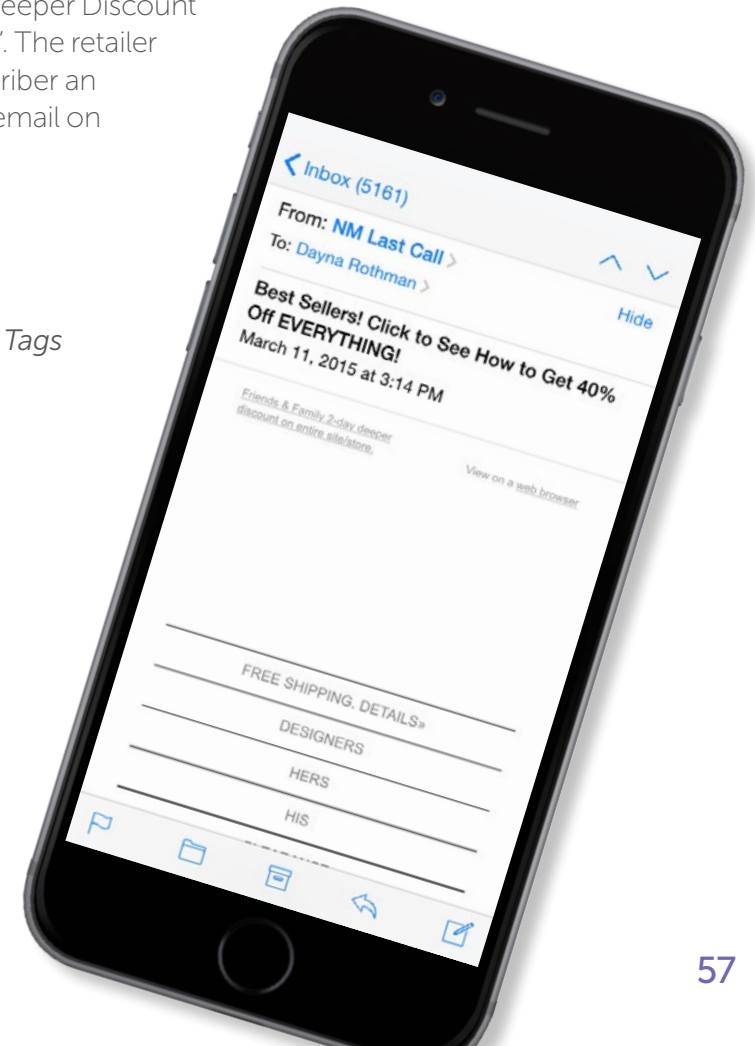 eeper Discount
". The retailer
riber an
email on
Tags
Inbox (5161)
From: NM Last Call
To: Dayna Rothman
Hide
Best Sellers! Click to See How to Get 40%
Off EVERYTHING!
March 11, 2015 at 3:14 PM
Friends & Family 2-day deeper
discount on entire site/store.
View on a web browser
FREE SHIPPING. DETAILS»
DESIGNERS
HERS
HIS
57